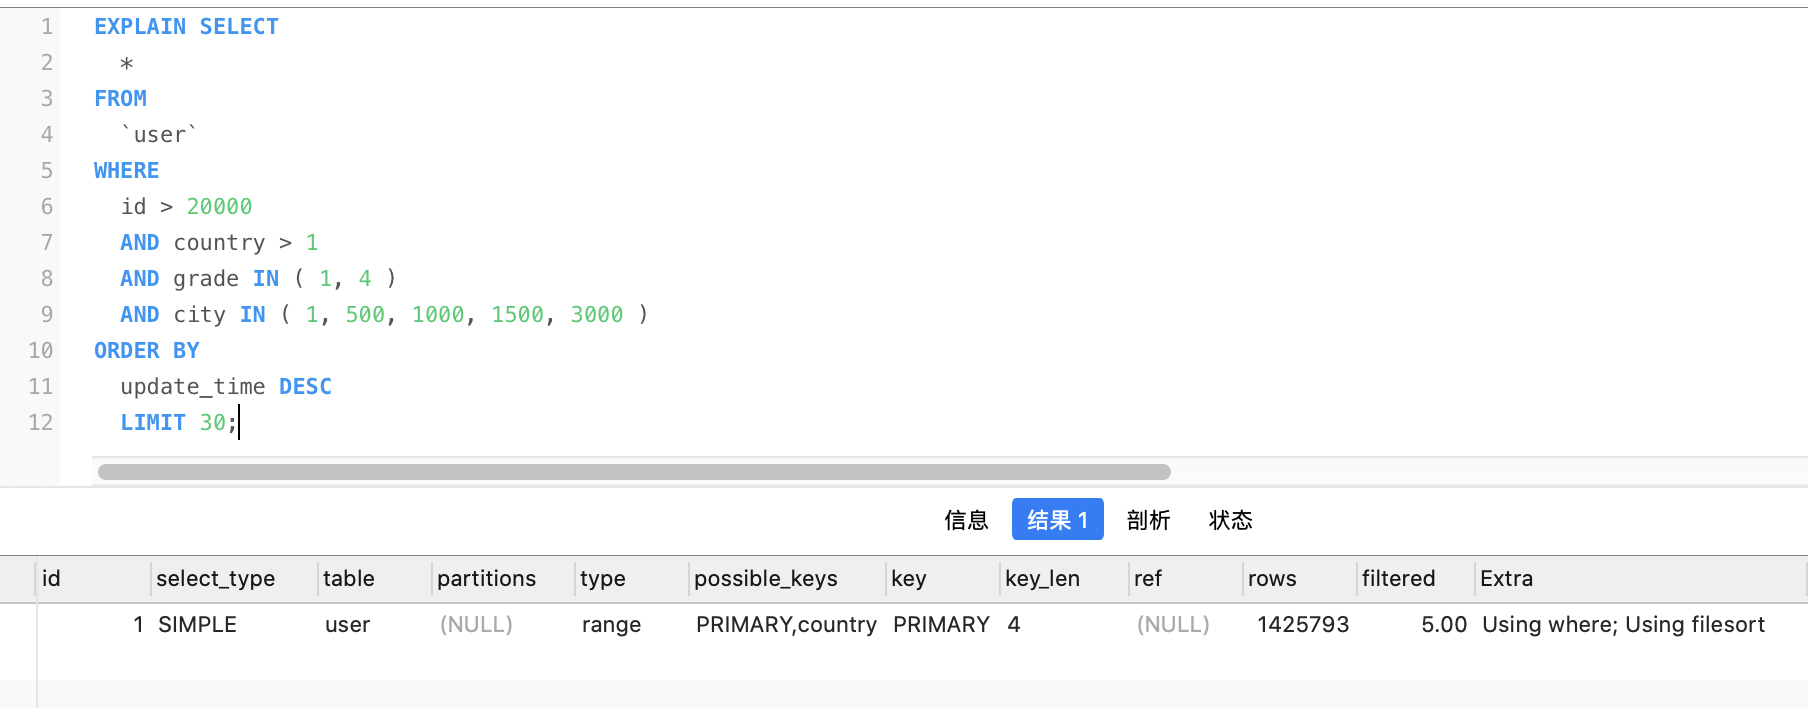 1 EXPLAIN SELECT
2 *
3 FROM
4 `user`
5 WHERE
6 id > 20000
7 AND country > 1
8 AND grade IN ( 1, 4 )
9 AND city IN ( 1, 500, 1000, 1500, 3000 )
10 ORDER BY
11 update_time DESC
12 LIMIT 30;
信息 结果 1 剖析 状态
id select_type table partitions type possible_keys key key_len ref rows filtered Extra
1 SIMPLE user (NULL) range PRIMARY,country PRIMARY 4 (NULL) 1425793 5.00 Using where; Using filesort